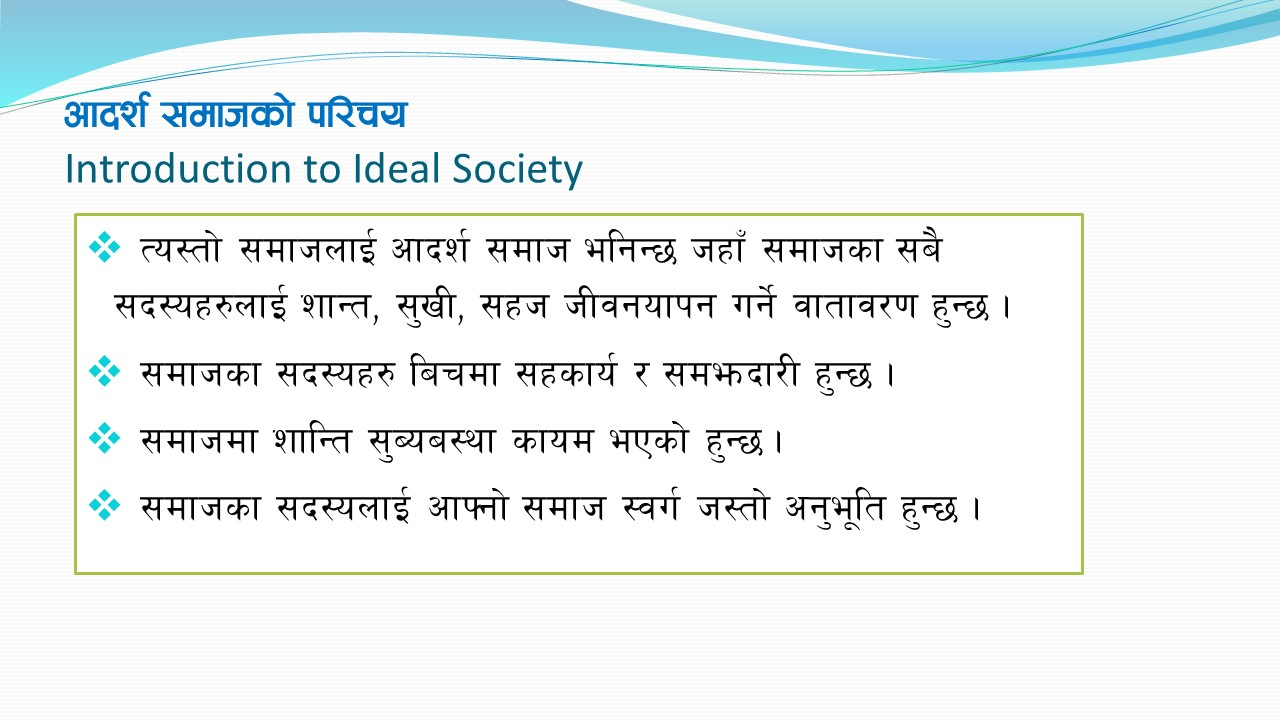 आदर्श समाजको परिचय
Introduction to Ideal Society
❖ त्यस्तो समाजलाई आदर्श समाज भनिन्छ जहाँ समाजका सबै
सदस्यहरुलाई शान्त, सुखी, सहज जीवनयापन गर्ने वातावरण हुन्छ ।
❖ समाजका सदस्यहरु बिचमा सहकार्य र समझदारी हुन्छ ।
❖ समाजमा शान्ति सुब्यबस्था कायम भएको हुन्छ ।
❖ समाजका सदस्यलाई आफ्नो समाज स्वर्ग जस्तो अनुभूति हुन्छ ।